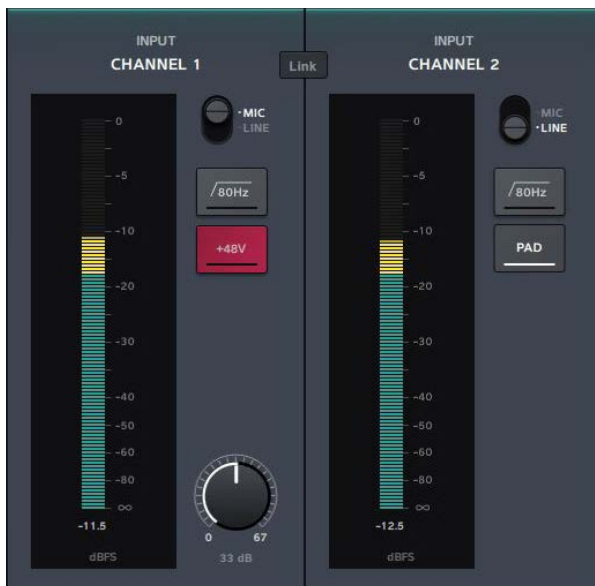 INPUT
CHANNEL 1
0
-5
-10
-20
-30
-40
-50
-60
-80
∞
-11.5
dBFS
·MIC
-LINE
80Hz
+48V
0 67
33 dB
Link
INPUT
CHANNEL 2
0
-5
-10
-20
-30
-40
-50
-60
-80
∞
-12.5
dBFS
-MIC
·LINE
80Hz
PAD